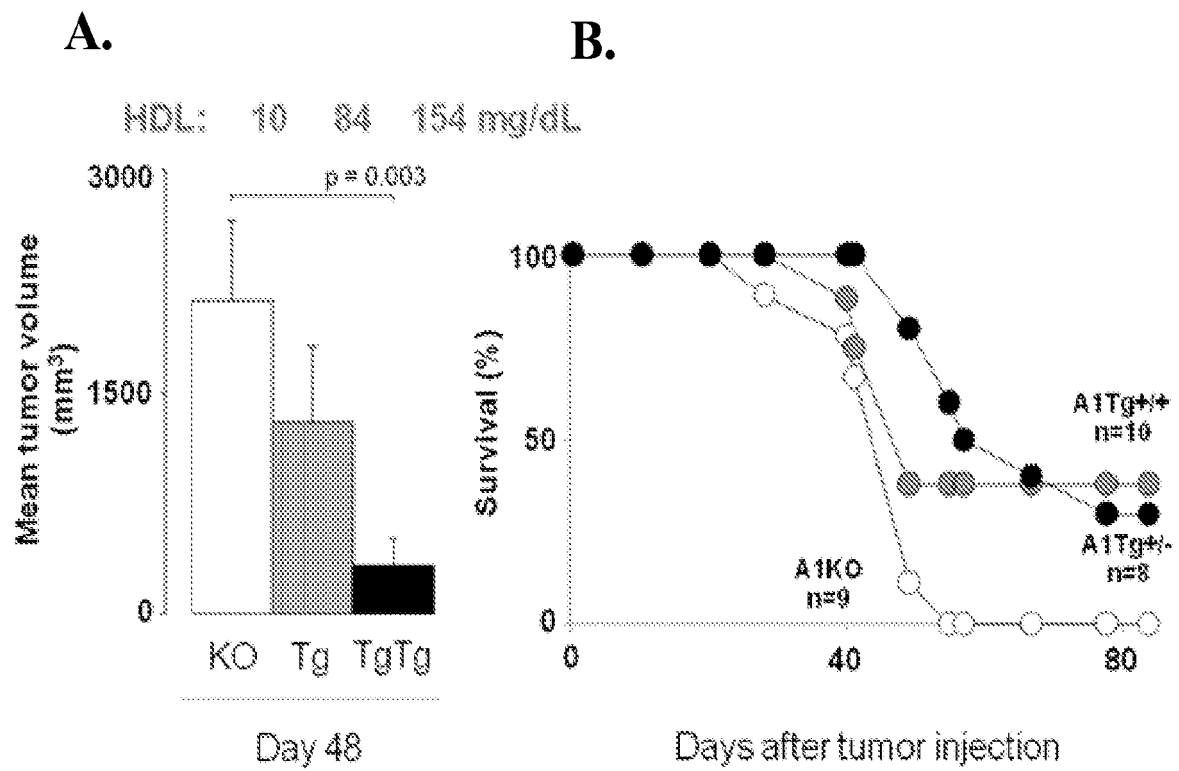 A.
HDL: 10 84 154 mg/dL
3000
p = 0.003
1500
0
Mean tumor volume
(mm³)
KO Tg TgTg
Day 48
B.
100
50
0
Survival (%)
A1Tg+/+
n=10
A1Tg+/-
n=8
A1KO
n=9
0 40 80
Days after tumor injection